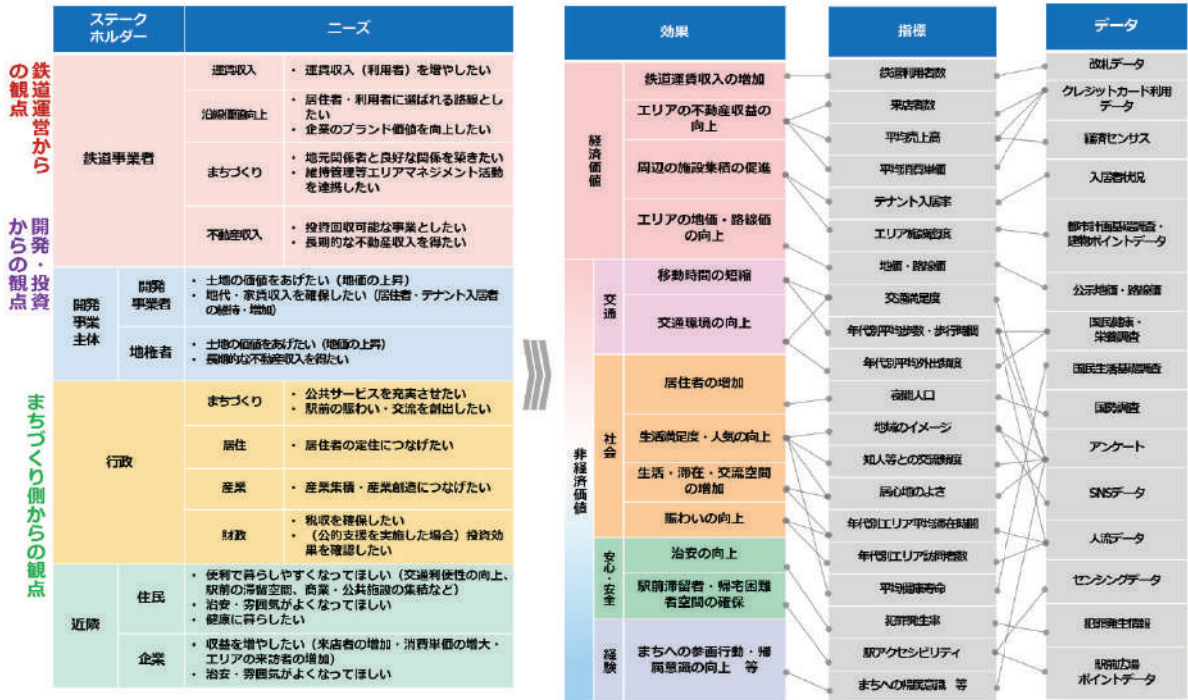 ステーク
ホルダー
ニーズ
鉄道運営から
の観点
開発・投資
からの観点
まちづくり側からの観点
鉄道事業者
運賃収入
・ 運賃収入（利用者）を増やしたい
沿線価値向上
・ 居住者・利用者に選ばれる路線とし
たい
・ 企業のブランド価値を向上したい
まちづくり
・ 地元関係者と良好な関係を築きたい
・ 維持管理等エリアマネジメント活動
を連携したい
不動産収入
・ 投資回収可能な事業としたい
・ 長期的な不動産収入を得たい
開発
事業
主体
開発
事業者
・ 土地の価値をあげたい（地価の上昇）
・ 地代・家賃収入を確保したい（居住者・テナント入居者
の維持・増加）
地権者
・ 土地の価値をあげたい（地価の上昇）
・ 長期的な不動産収入を得たい
行政
まちづくり
・ 公共サービスを充実させたい
・ 駅前の賑わい・交流を創出したい
居住
・ 居住者の定住につなげたい
産業
・ 産業集積・産業創造につなげたい
財政
・ 税収を確保したい
・ （公的支援を実施した場合）投資効
果を確認したい
近隣
住民
・ 便利で暮らしやすくなってほしい（交通利便性の向上、
駅前の滞留空間、商業・公共施設の集積など）
・ 治安・雰囲気がよくなってほしい
・ 健康に暮らしたい
企業
・ 収益を増やしたい（来店者の増加・消費単価の増大・
エリアの来訪者の増加）
・ 治安・雰囲気がよくなってほしい
効果
経済価値
鉄道運賃収入の増加
エリアの不動産収益の
向上
周辺の施設集積の促進
エリアの地価・路線価
の向上
非経済価値
交通
移動時間の短縮
交通環境の向上
社会
居住者の増加
生活満足度・人気の向上
生活・滞在・交流空間
の増加
賑わいの向上
安心・安全
治安の向上
駅前滞留者・帰宅困難
者空間の確保
経験
まちへの参画行動・帰
属意識の向上 等
指標
鉄道利用者数
来店者数
平均売上高
平均消費単価
テナント入居率
エリア施設密度
地価・路線価
交通満足度
年代別平均歩数・歩行時間
年代別平均外出頻度
夜間人口
地域のイメージ
知人等との交流頻度
居心地のよさ
年代別エリア平均滞在時間
年代別エリア訪問者数
平均健康寿命
犯罪発生率
駅アクセシビリティ
まちへの帰属意識 等
データ
改札データ
クレジットカード利用
データ
経済センサス
入居者状況
都市計画基礎調査・
建物ポイントデータ
公示地価・路線価
国民健康・
栄養調査
国民生活基礎調査
国勢調査
アンケート
SNSデータ
人流データ
センシングデータ
犯罪発生情報
駅前広場
ポイントデータ